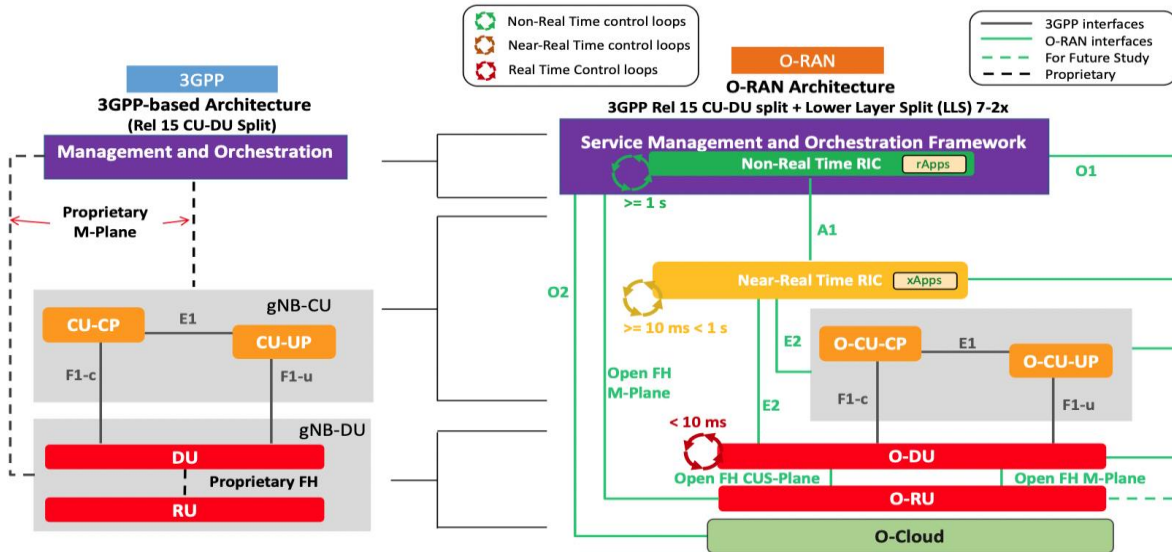 Non-Real Time control loops
Near-Real Time control loops
Real Time Control loops
3GPP interfaces
O-RAN interfaces
For Future Study
Proprietary
3GPP
3GPP-based Architecture
(Rel 15 CU-DU Split)
Management and Orchestration
Proprietary
M-Plane
gNB-CU
CU-CP
E1
CU-UP
F1-c
F1-u
gNB-DU
DU
Proprietary FH
RU
O-RAN
O-RAN Architecture
3GPP Rel 15 CU-DU split + Lower Layer Split (LLS) 7-2x
Service Management and Orchestration Framework
Non-Real Time RIC
rApps
>= 1 s
O1
A1
Near-Real Time RIC
xApps
O2
>= 10 ms < 1 s
E2
O-CU-CP
E1
O-CU-UP
Open FH
M-Plane
E2
F1-c
F1-u
< 10 ms
O-DU
Open FH CUS-Plane
Open FH M-Plane
O-RU
O-Cloud